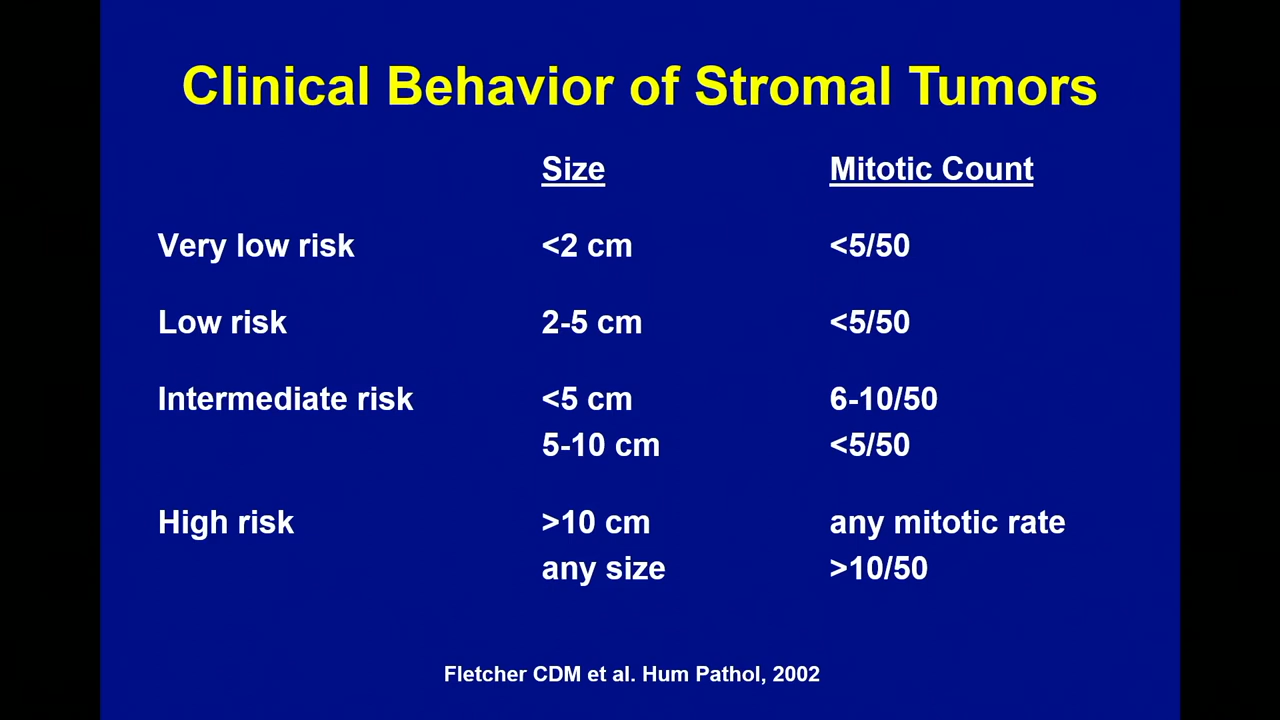 Clinical Behavior of Stromal Tumors
Size Mitotic Count
Very low risk <2 cm <5/50
Low risk 2-5 cm <5/50
Intermediate risk <5 cm 6-10/50
5-10 cm <5/50
High risk >10 cm any mitotic rate
any size >10/50
Fletcher CDM et al. Hum Pathol, 2002